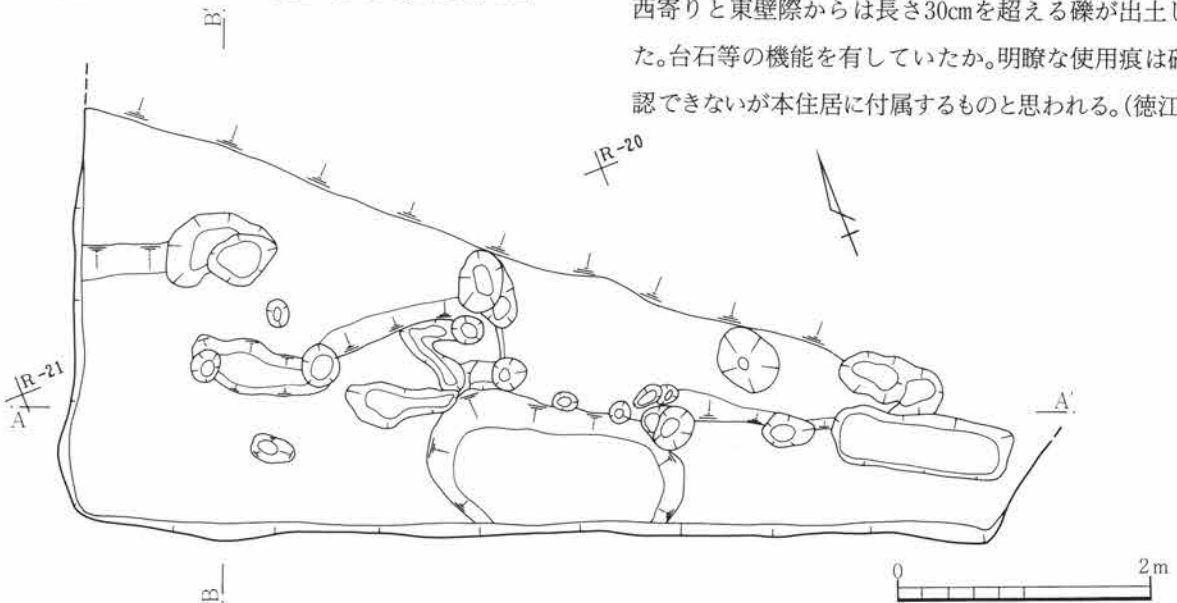 西寄りと東壁際からは長さ30cmを超える礫が出土し
た。台石等の機能を有していたか。明瞭な使用痕は確
認できないが本住居に付属するものと思われる。(徳江
B'
R-20
R-21
A
A'
B
0
2m